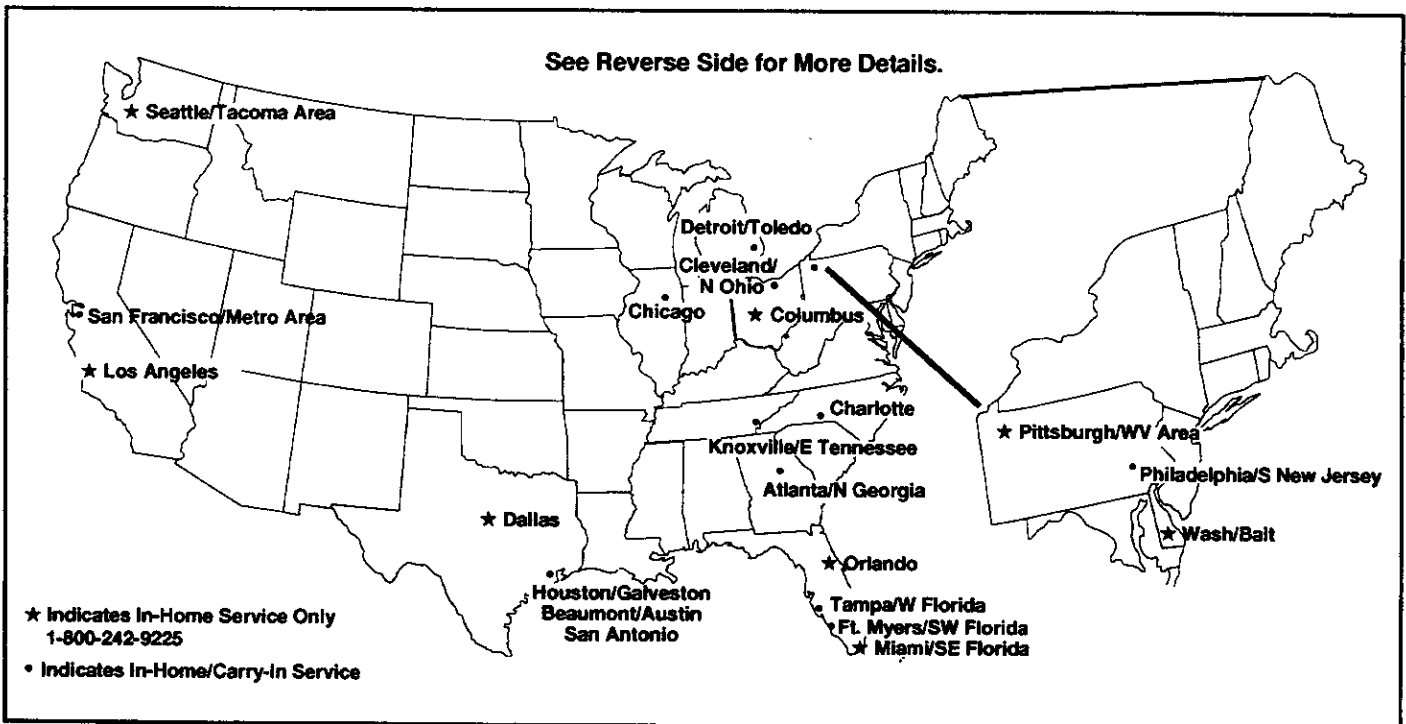 See Reverse Side for More Details.
★ Seattle/Tacoma Area
Detroit/Toledo
Cleveland/
N Ohio
• San Francisco/Metro Area
Chicago
★ Columbus
★ Los Angeles
• Charlotte
Knoxville/E Tennessee
★ Pittsburgh/WV Area
Atlanta/N Georgia
• Philadelphia/S New Jersey
★ Dallas
★ Wash/Balt
★ Orlando
Houston/Galveston
Beaumont/Austin
San Antonio
• Tampa/W Florida
• Ft. Myers/SW Florida
★ Miami/SE Florida
★ Indicates In-Home Service Only
1-800-242-9225
• Indicates In-Home/Carry-In Service